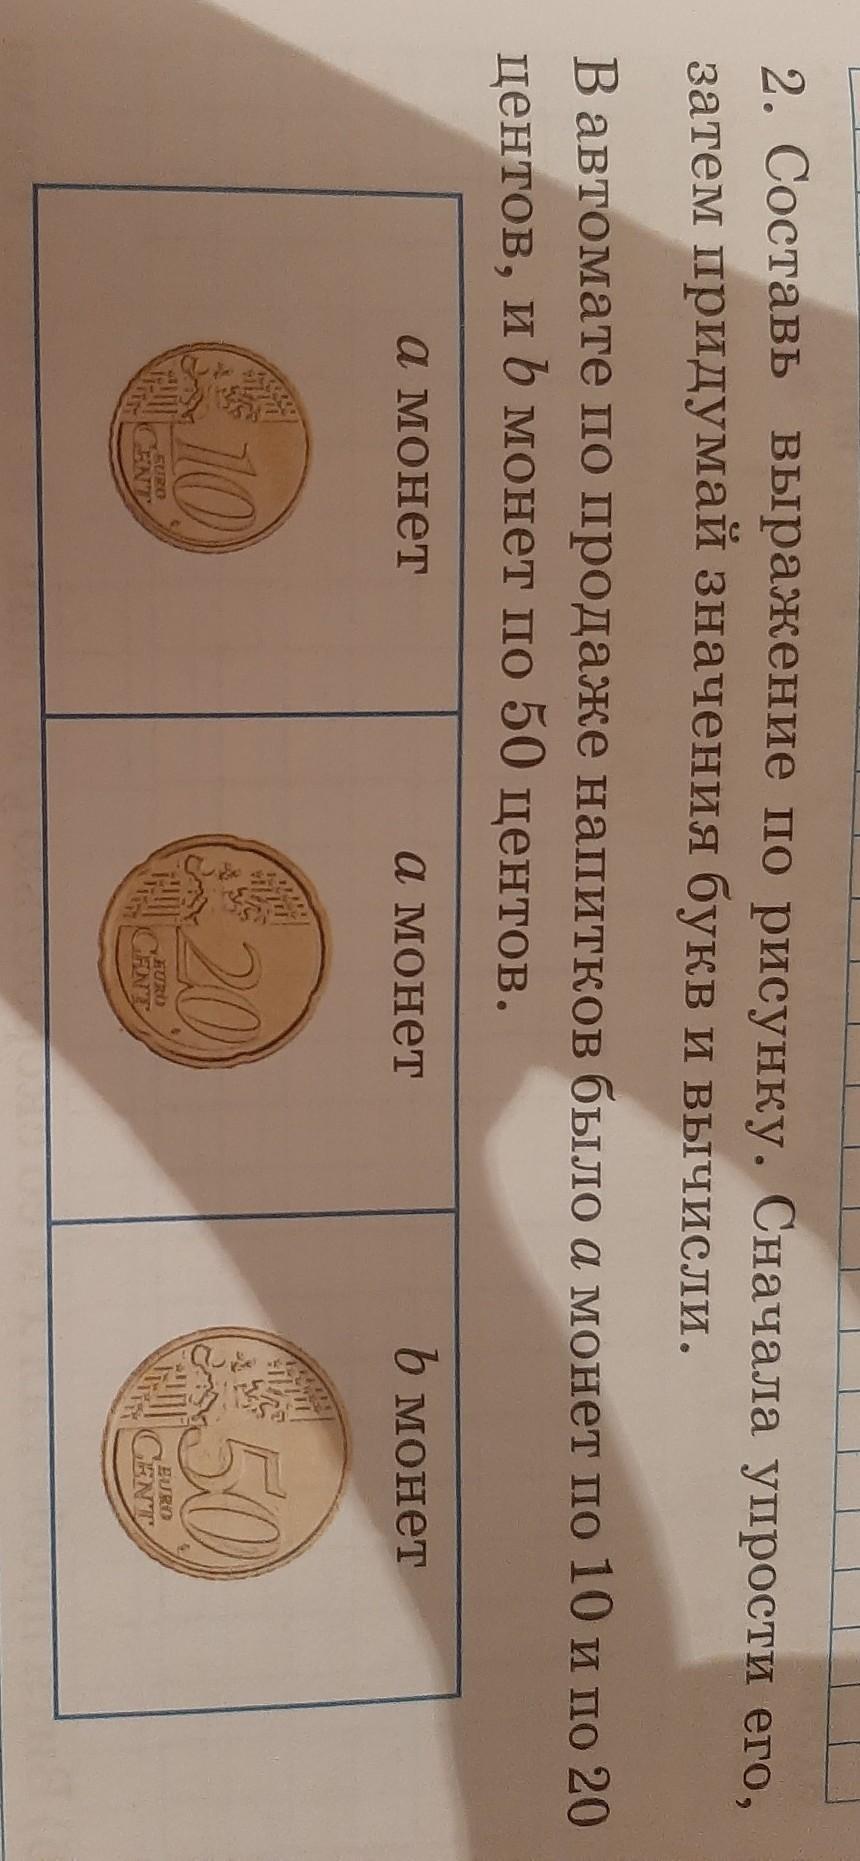 2. Составь выражение по рисунку. Сначала упрости его,
затем придумай значения букв и вычисли.
В автомате по продаже напитков было a монет по 10 и по 20
центов, и b монет по 50 центов.
a монет
a монет
b монет
10
EURO
CENT
20
EURO
CENT
50
EURO
CENT